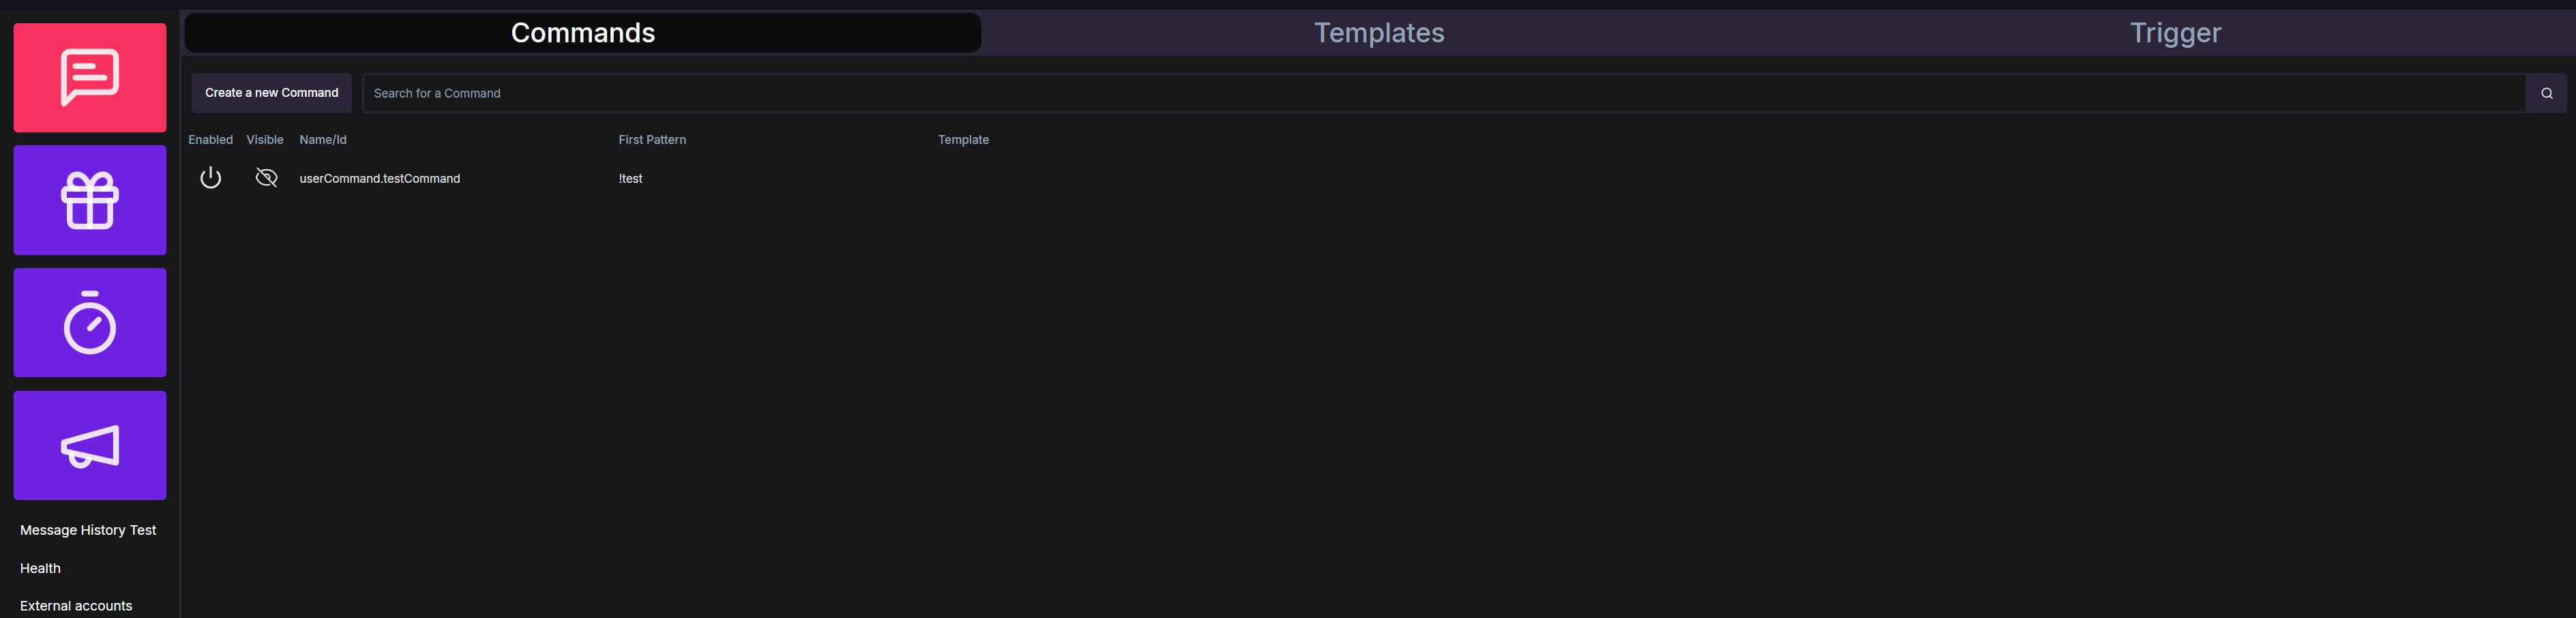 Commands
Templates
Trigger
Create a new Command
Search for a Command
Enabled Visible Name/Id First Pattern Template
userCommand.testCommand !test
Message History Test
Health
External accounts